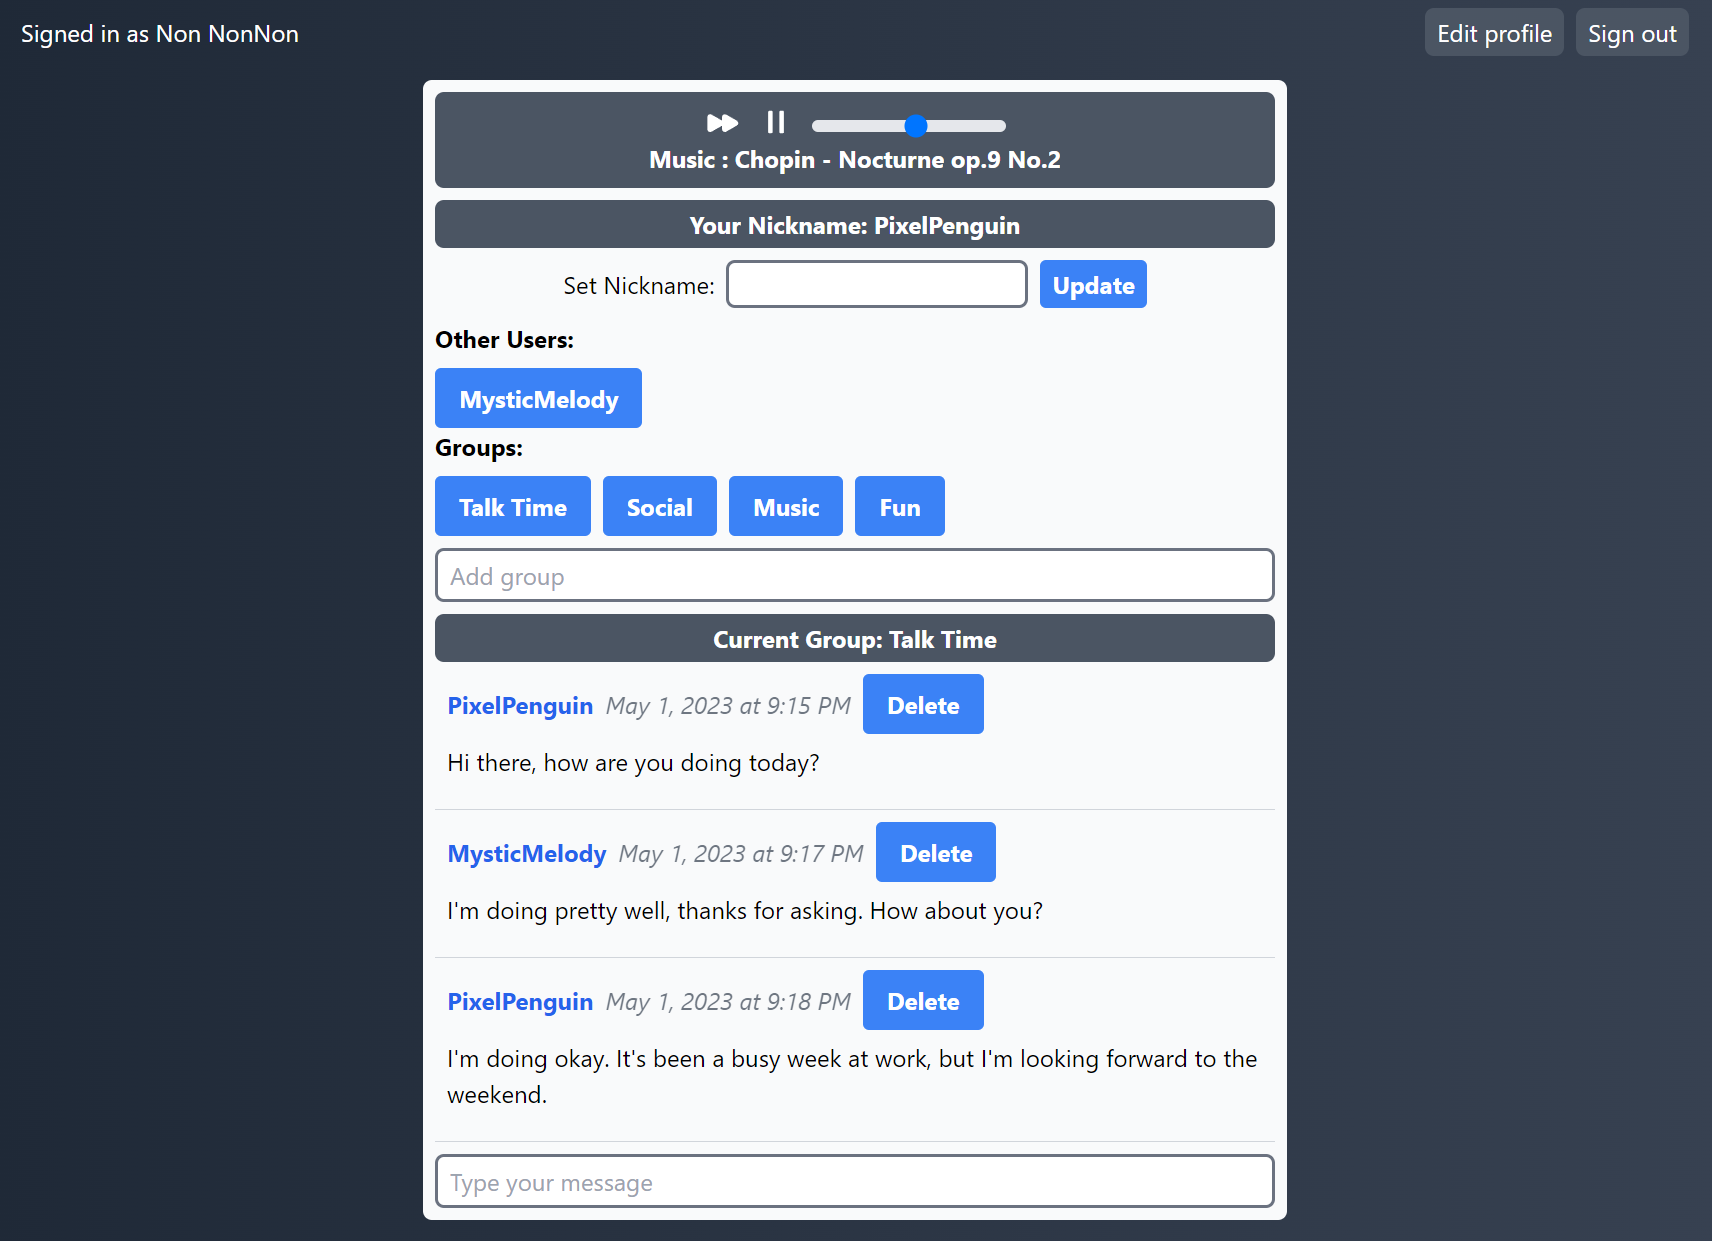 Signed in as Non NonNon
Edit profile
Sign out
Music : Chopin - Nocturne op.9 No.2
Your Nickname: PixelPenguin
Set Nickname:
Update
Other Users:
MysticMelody
Groups:
Talk Time
Social
Music
Fun
Add group
Current Group: Talk Time
PixelPenguin May 1, 2023 at 9:15 PM Delete
Hi there, how are you doing today?
MysticMelody May 1, 2023 at 9:17 PM Delete
I'm doing pretty well, thanks for asking. How about you?
PixelPenguin May 1, 2023 at 9:18 PM Delete
I'm doing okay. It's been a busy week at work, but I'm looking forward to the
weekend.
Type your message